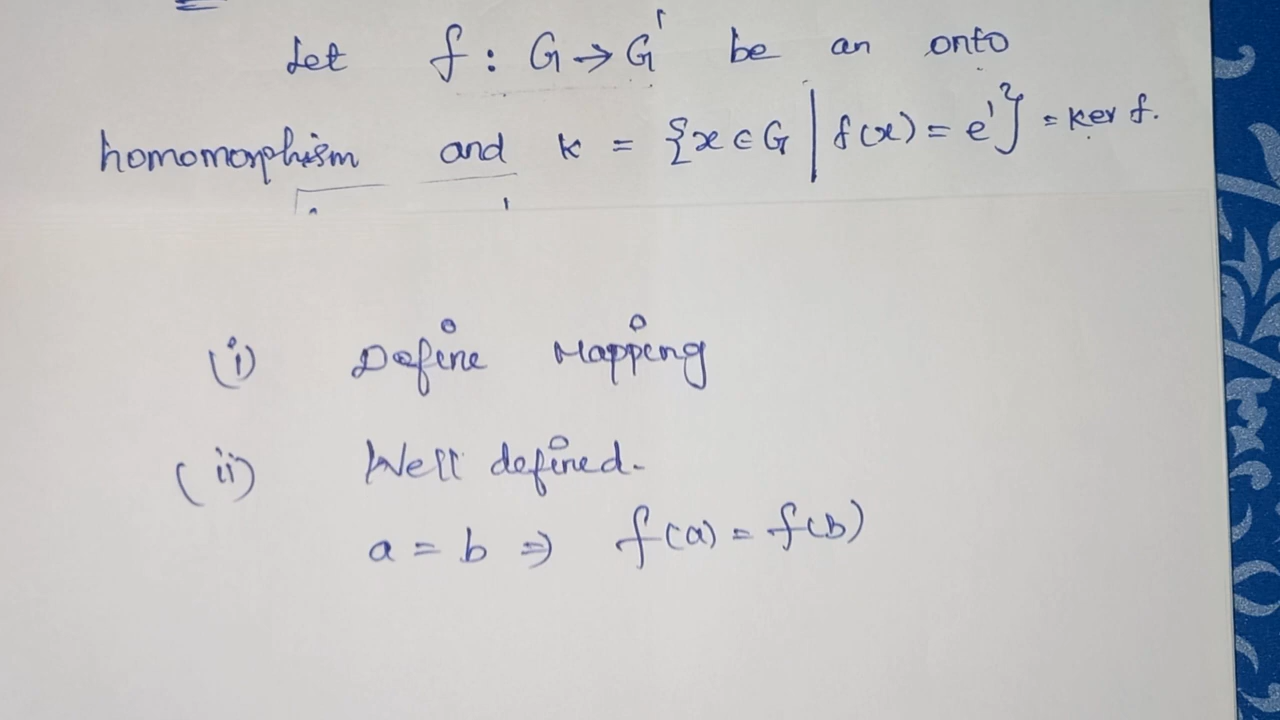 Let f : G → G' be an onto
homomorphism and K = {x ∈ G | f(x) = e'} = ker f.
(i) Define Mapping
(ii) Well defined.
a = b ⇒ f(a) = f(b)